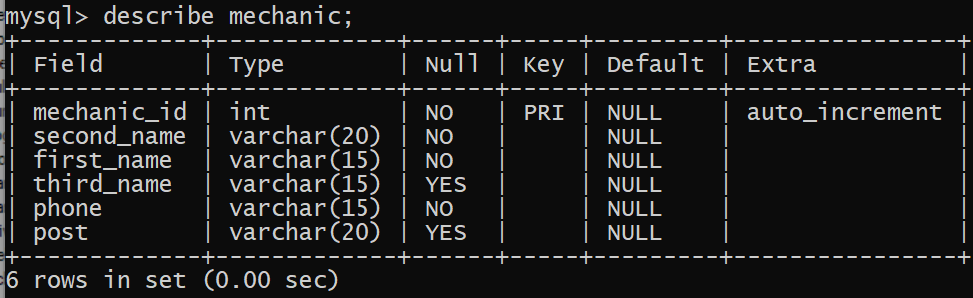 mysql> describe mechanic;
+-------------+-------------+------+-----+---------+----------------+
| Field       | Type        | Null | Key | Default | Extra          |
+-------------+-------------+------+-----+---------+----------------+
| mechanic_id | int         | NO   | PRI | NULL    | auto_increment |
| second_name | varchar(20) | NO   |     | NULL    |                |
| first_name  | varchar(15) | NO   |     | NULL    |                |
| third_name  | varchar(15) | YES  |     | NULL    |                |
| phone       | varchar(15) | NO   |     | NULL    |                |
| post        | varchar(20) | YES  |     | NULL    |                |
+-------------+-------------+------+-----+---------+----------------+
6 rows in set (0.00 sec)